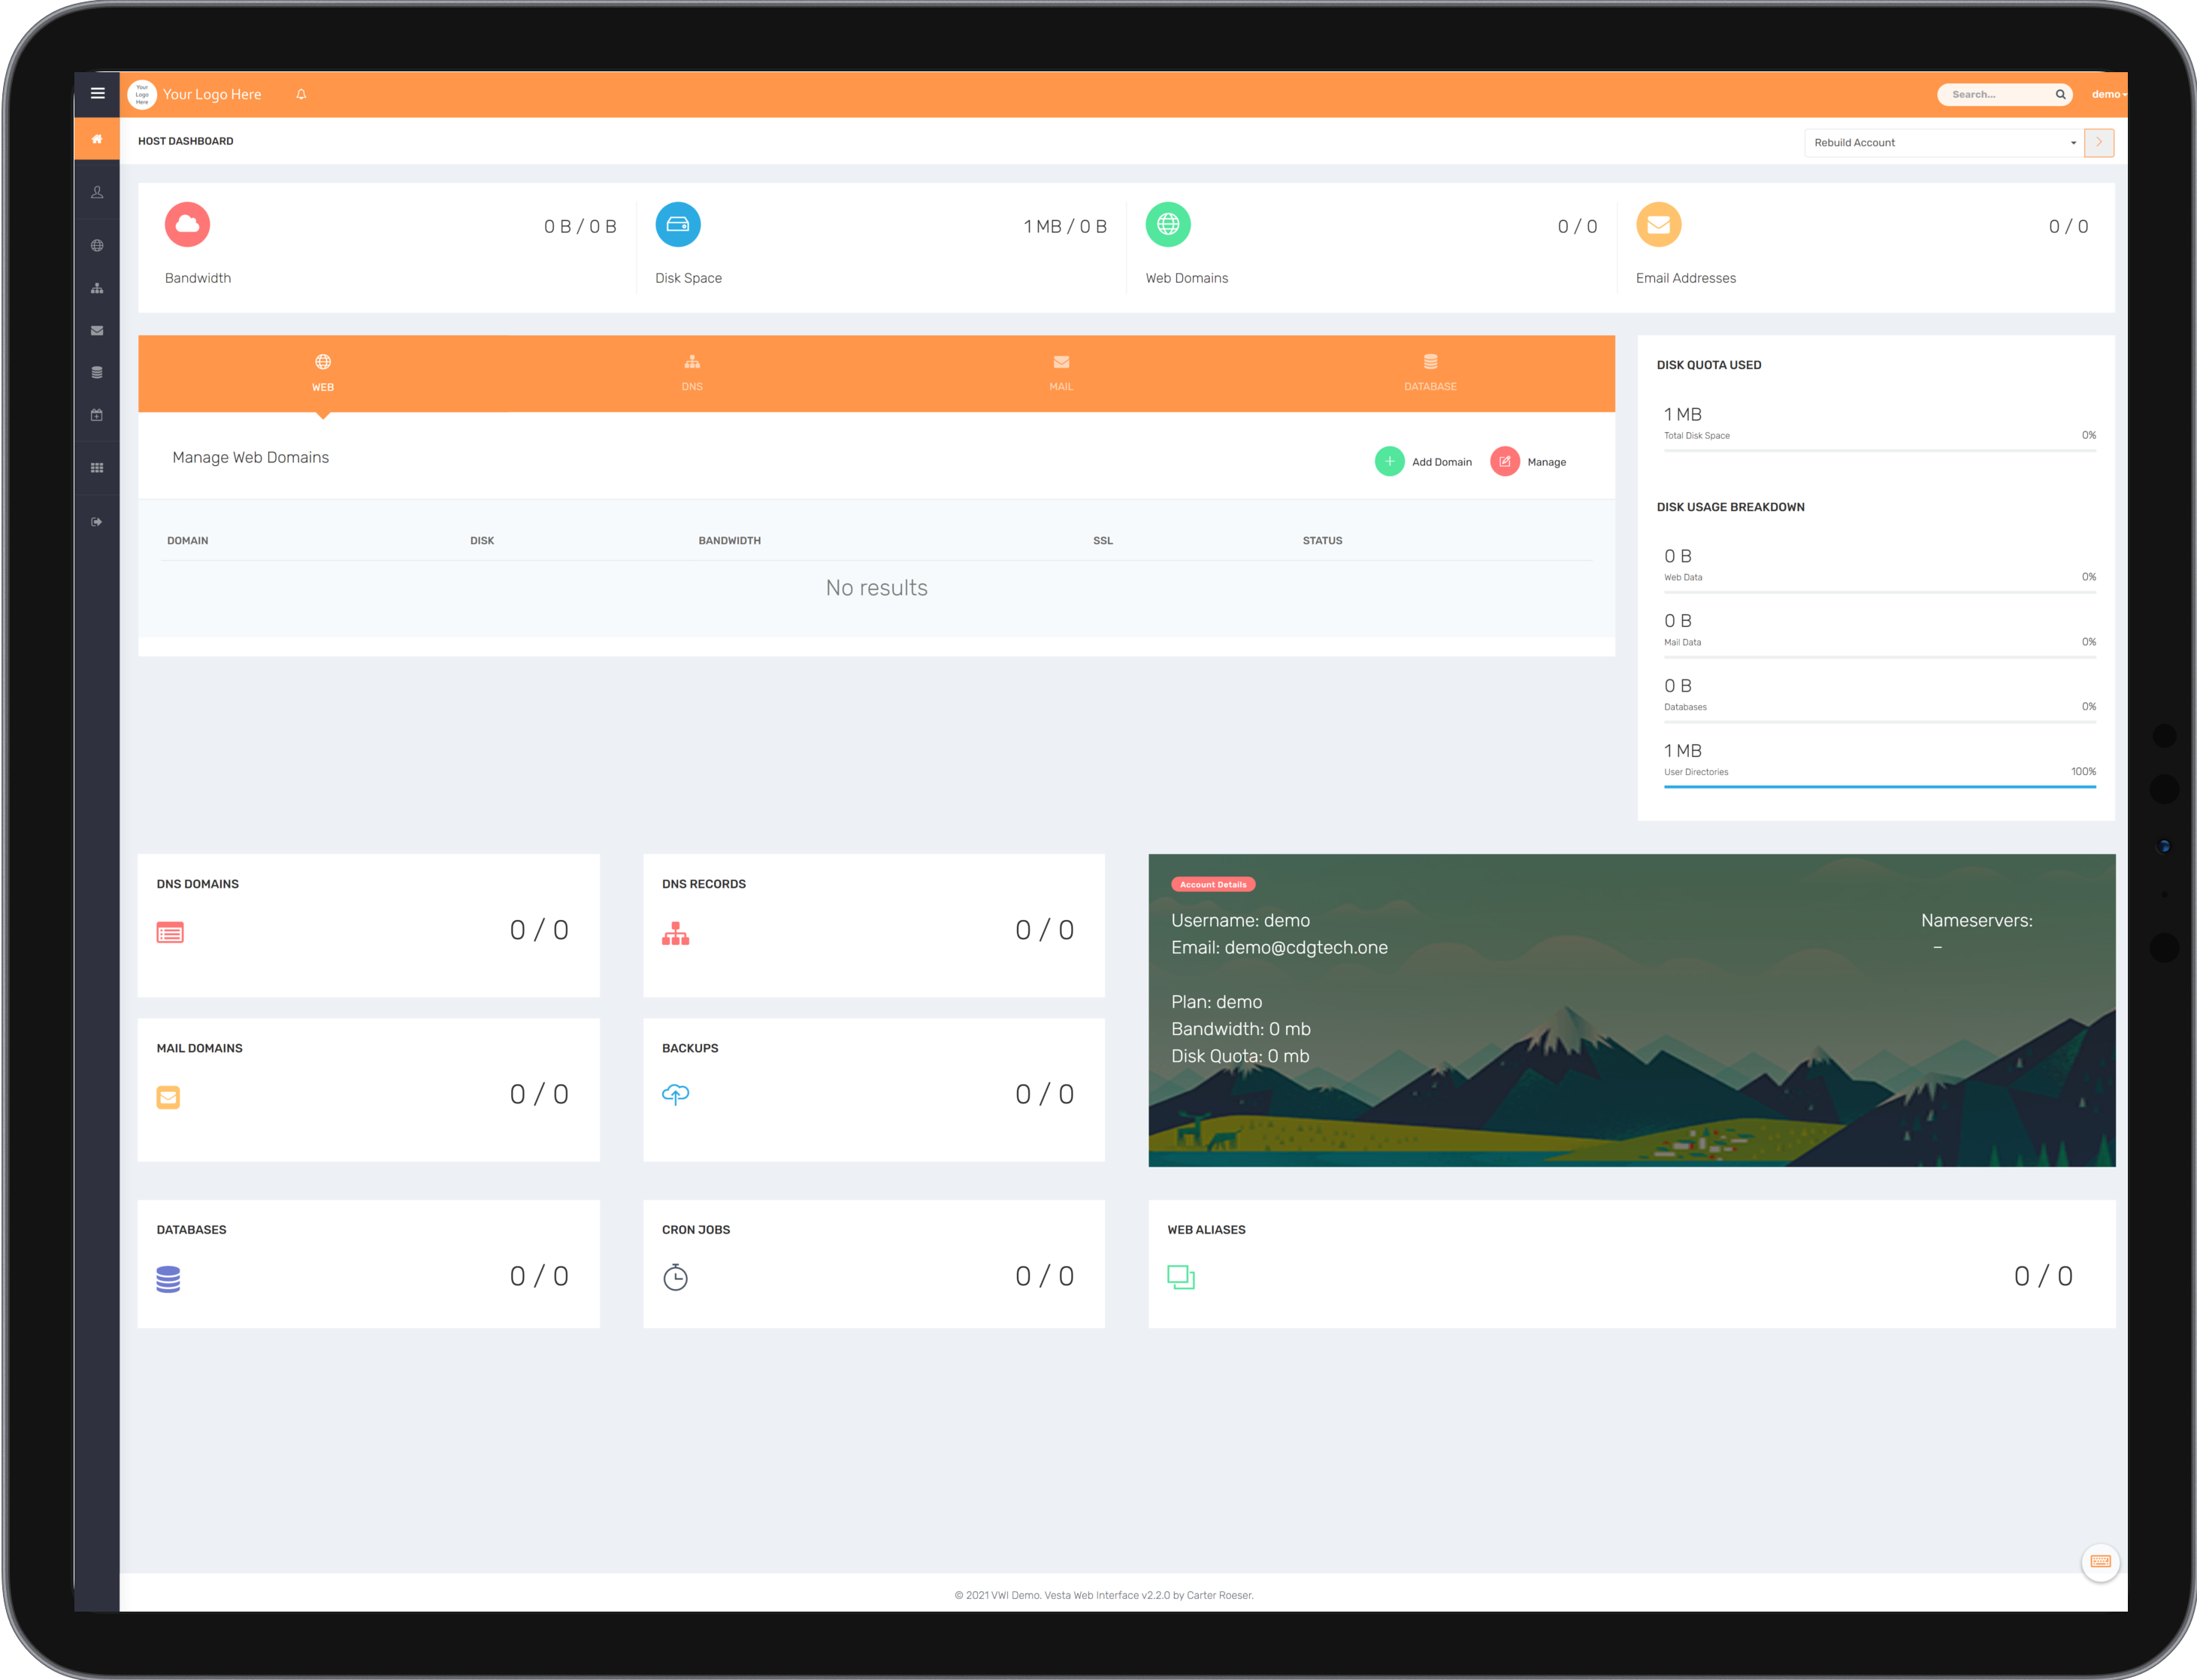 Your Logo Here
Your Logo Here
Search...
demo
HOST DASHBOARD
Rebuild Account
0 B / 0 B
Bandwidth
1 MB / 0 B
Disk Space
0 / 0
Web Domains
0 / 0
Email Addresses
WEB
DNS
MAIL
DATABASE
Manage Web Domains
Add Domain
Manage
DOMAIN DISK BANDWIDTH SSL STATUS
No results
DISK QUOTA USED
1 MB
Total Disk Space 0%
DISK USAGE BREAKDOWN
0 B
Web Data 0%
0 B
Mail Data 0%
0 B
Databases 0%
1 MB
User Directories 100%
DNS DOMAINS
0 / 0
DNS RECORDS
0 / 0
Account Details
Username: demo
Email: demo@cdgtech.one
Plan: demo
Bandwidth: 0 mb
Disk Quota: 0 mb
Nameservers:
–
MAIL DOMAINS
0 / 0
BACKUPS
0 / 0
DATABASES
0 / 0
CRON JOBS
0 / 0
WEB ALIASES
0 / 0
© 2021 VWI Demo. Vesta Web Interface v2.2.0 by Carter Roeser.